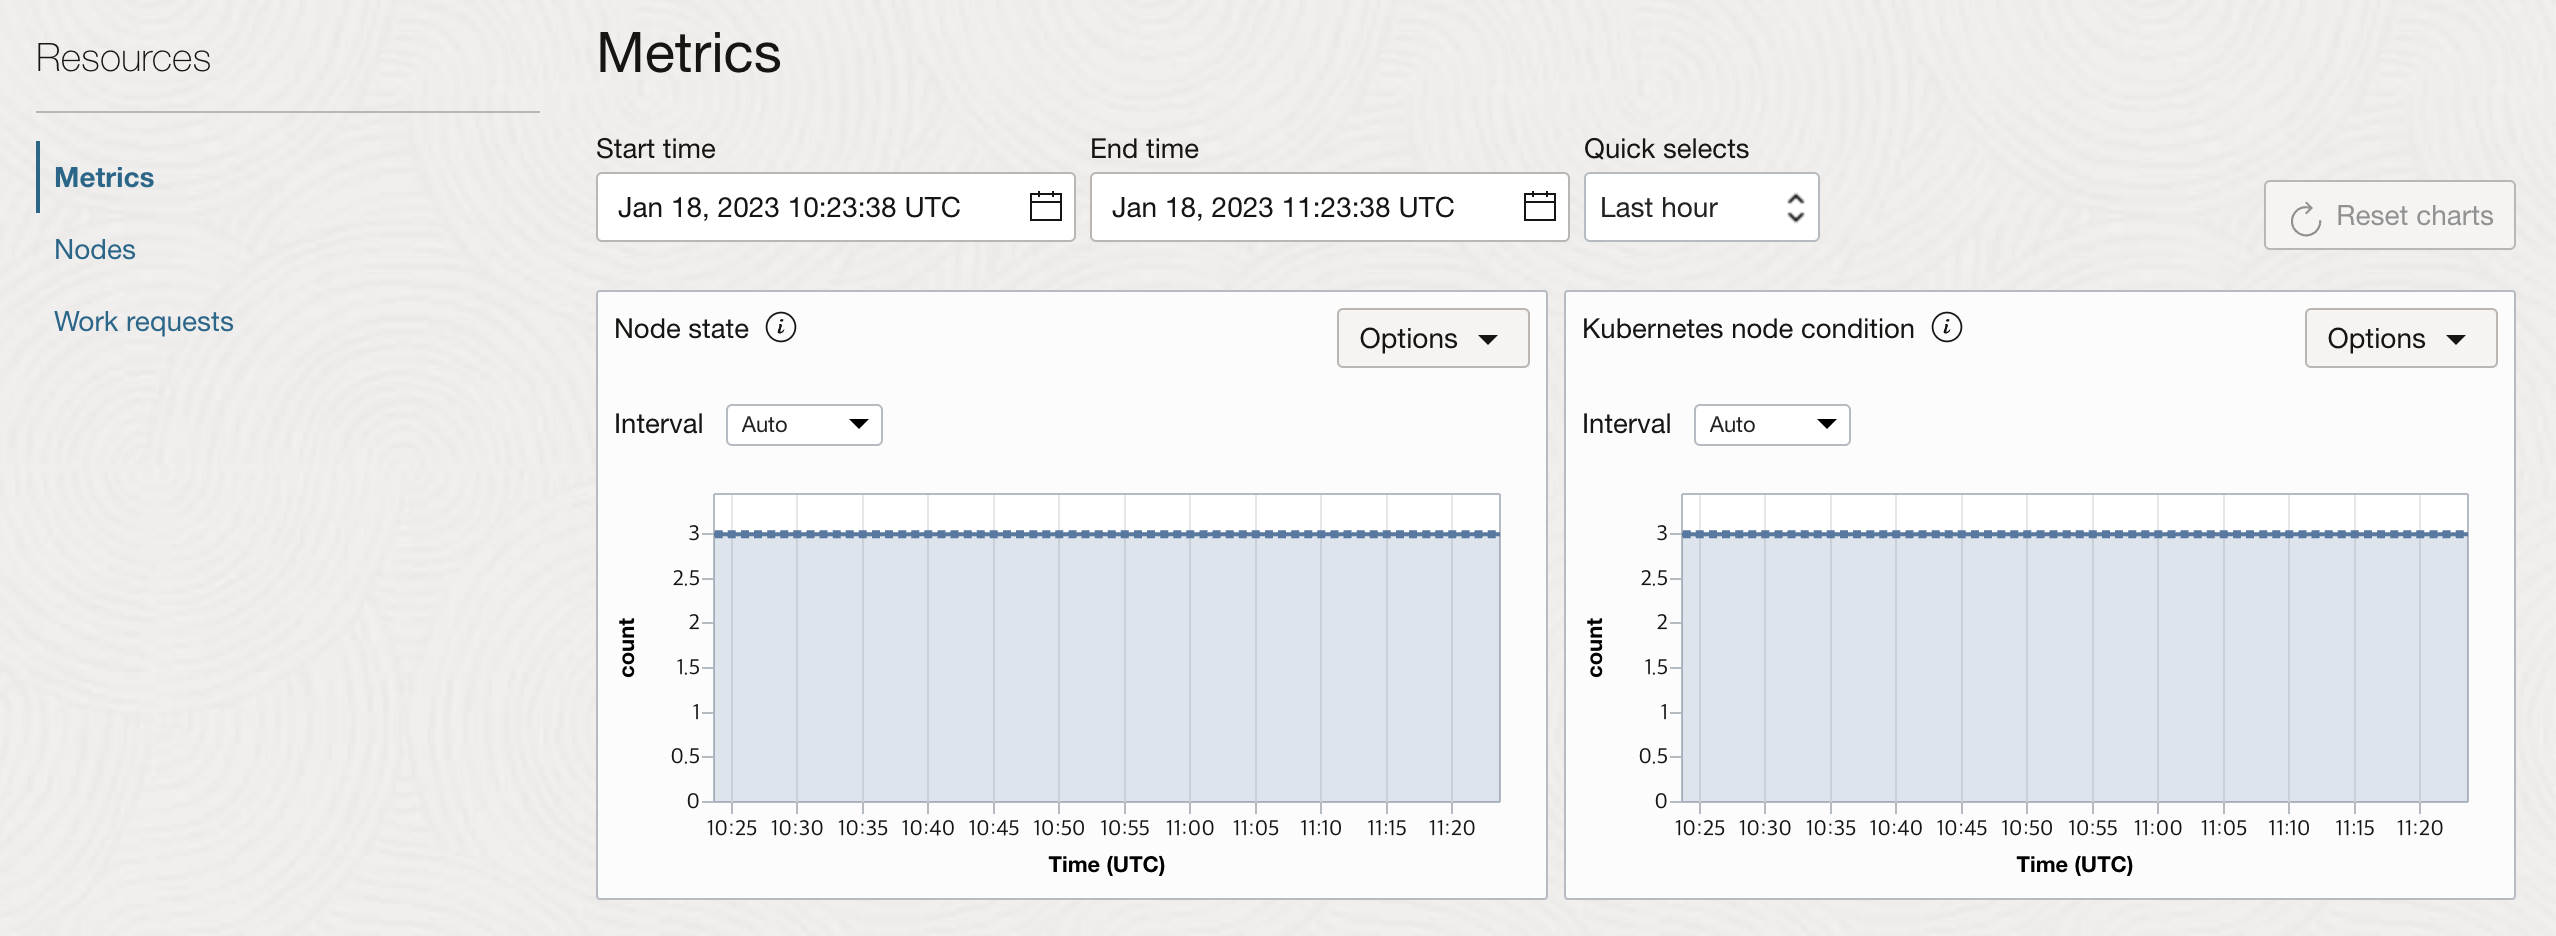 Resources
Metrics
Nodes
Work requests
Metrics
Start time
End time
Quick selects
Jan 18, 2023 10:23:38 UTC
Jan 18, 2023 11:23:38 UTC
Last hour
Reset charts
Node state
Options
Interval
Auto
count
3
2.5
2
1.5
1
0.5
0
10:25 10:30 10:35 10:40 10:45 10:50 10:55 11:00 11:05 11:10 11:15 11:20
Time (UTC)
Kubernetes node condition
Options
Interval
Auto
count
3
2.5
2
1.5
1
0.5
0
10:25 10:30 10:35 10:40 10:45 10:50 10:55 11:00 11:05 11:10 11:15 11:20
Time (UTC)